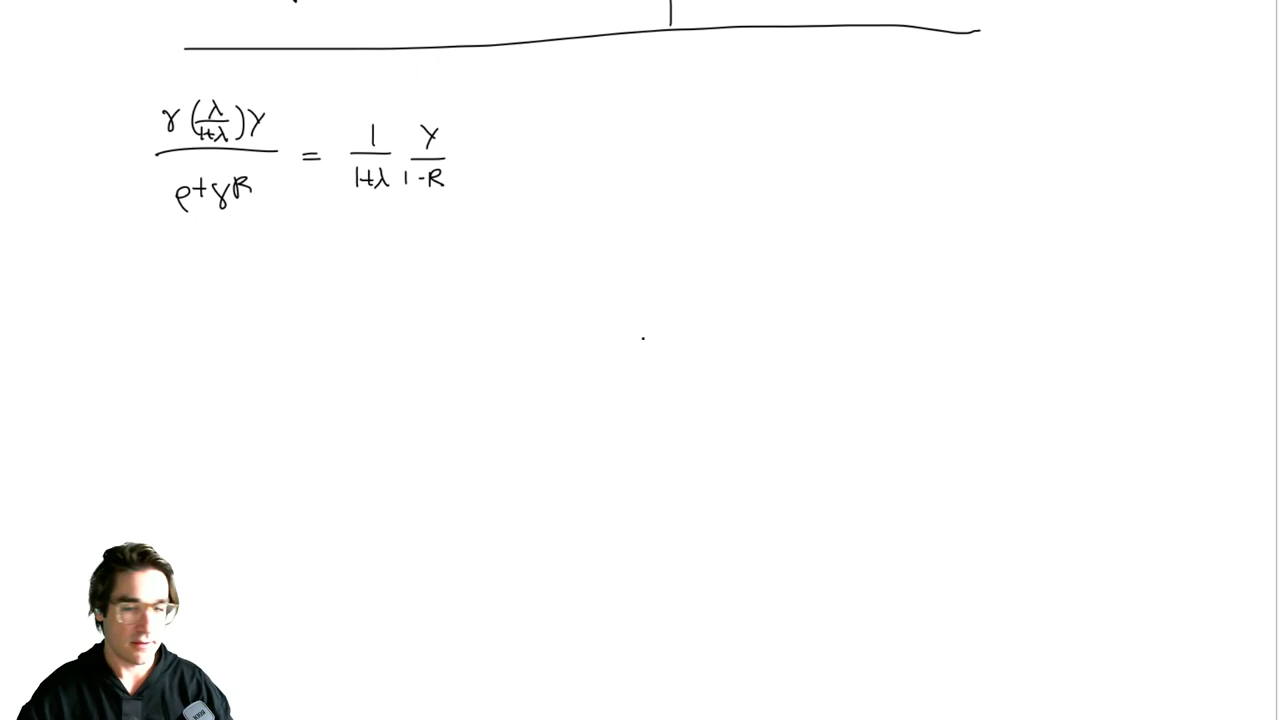 γ(λ/1+λ)Y / ρ+γR = 1/1+λ Y/1-R